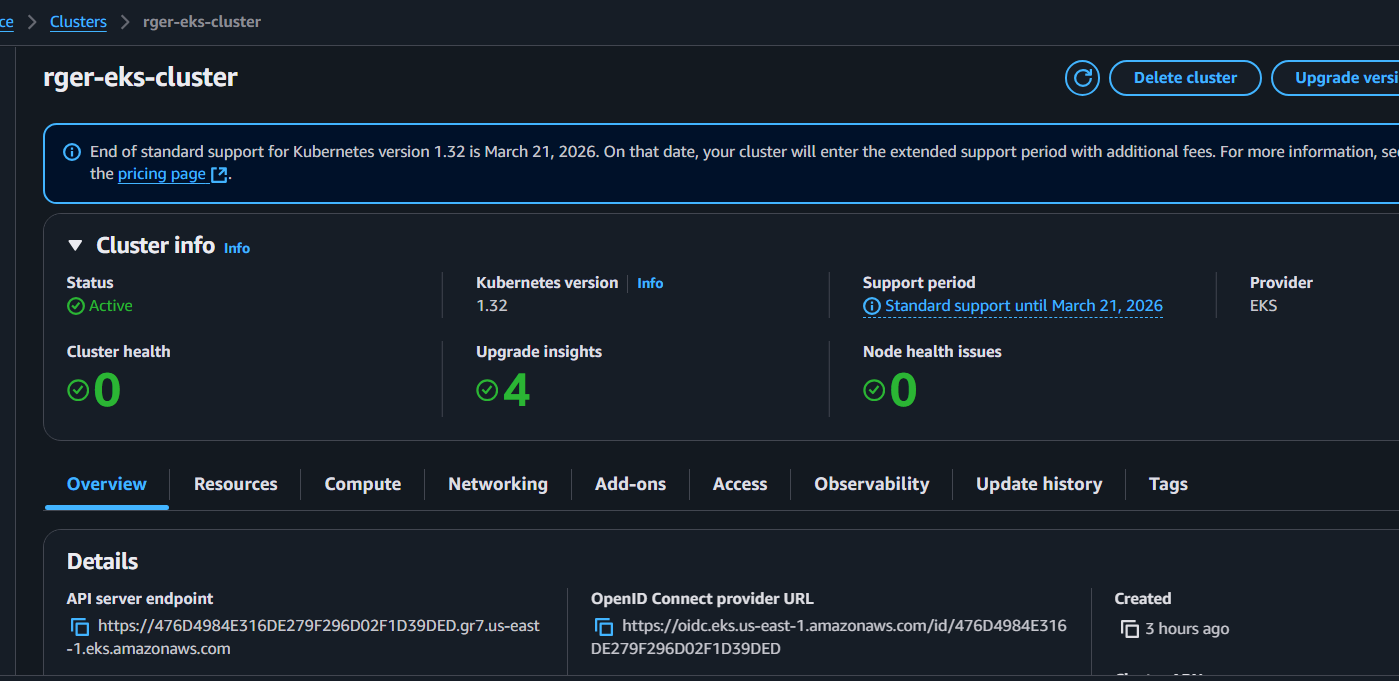 ce > Clusters > rger-eks-cluster
rger-eks-cluster
Delete cluster
Upgrade versi
End of standard support for Kubernetes version 1.32 is March 21, 2026. On that date, your cluster will enter the extended support period with additional fees. For more information, see
the pricing page.
Cluster info Info
Status
Active
Kubernetes version Info
1.32
Support period
Standard support until March 21, 2026
Provider
EKS
Cluster health
0
Upgrade insights
4
Node health issues
0
Overview
Resources
Compute
Networking
Add-ons
Access
Observability
Update history
Tags
Details
API server endpoint
https://476D4984E316DE279F296D02F1D39DED.gr7.us-east
-1.eks.amazonaws.com
OpenID Connect provider URL
https://oidc.eks.us-east-1.amazonaws.com/id/476D4984E316
DE279F296D02F1D39DED
Created
3 hours ago